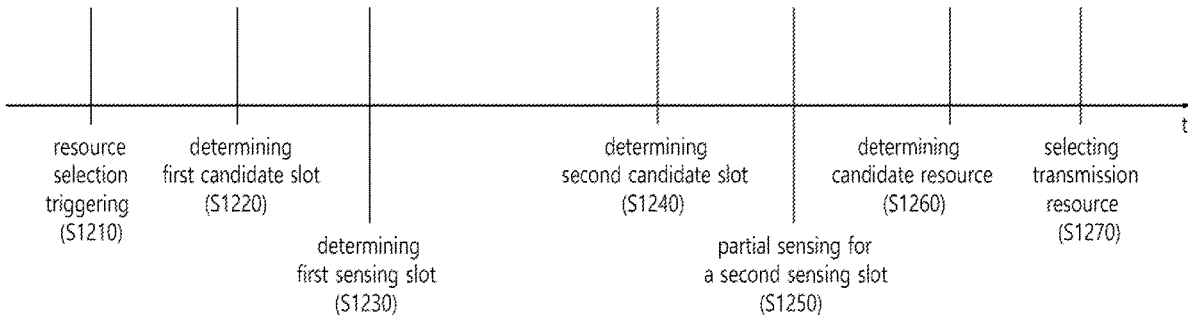 t
resource
selection
triggering
(S1210)
determining
first candidate slot
(S1220)
determining
first sensing slot
(S1230)
determining
second candidate slot
(S1240)
partial sensing for
a second sensing slot
(S1250)
determining
candidate resource
(S1260)
selecting
transmission
resource
(S1270)